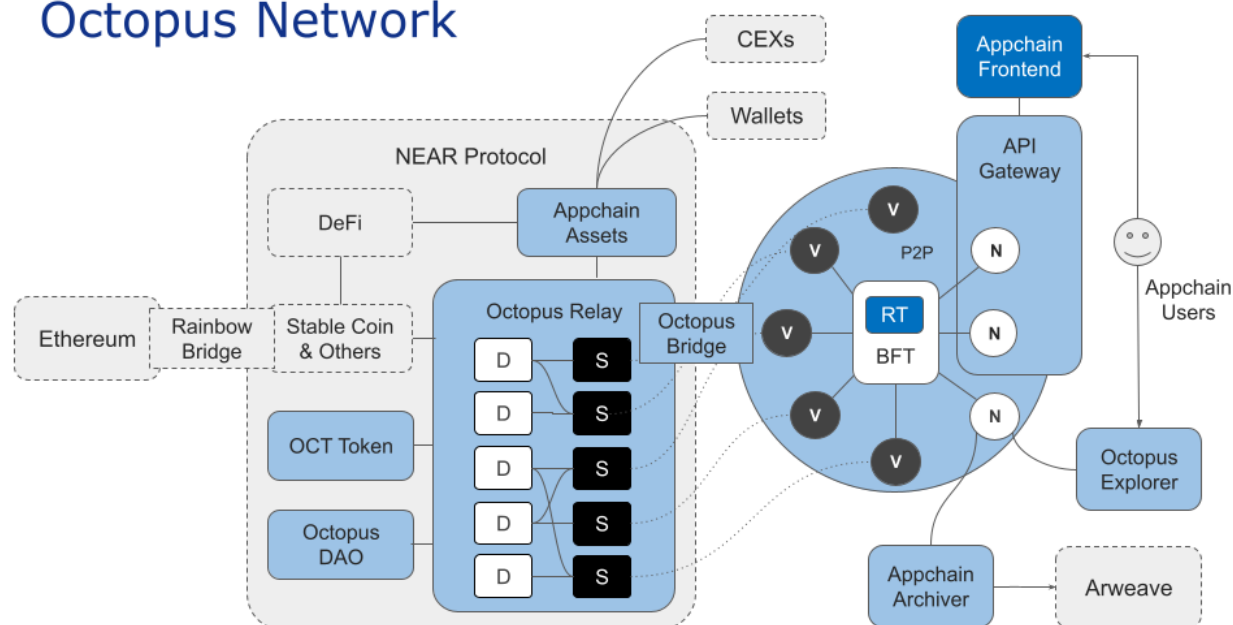 Octopus Network
CEXs
Wallets
NEAR Protocol
DeFi
Appchain
Assets
Ethereum
Rainbow
Bridge
Stable Coin
& Others
OCT Token
Octopus
DAO
Octopus Relay
D
S
D
S
D
S
D
S
D
S
Octopus
Bridge
V
V
V
V
V
P2P
RT
BFT
N
N
N
Appchain
Frontend
API
Gateway
Appchain
Users
Octopus
Explorer
Appchain
Archiver
Arweave